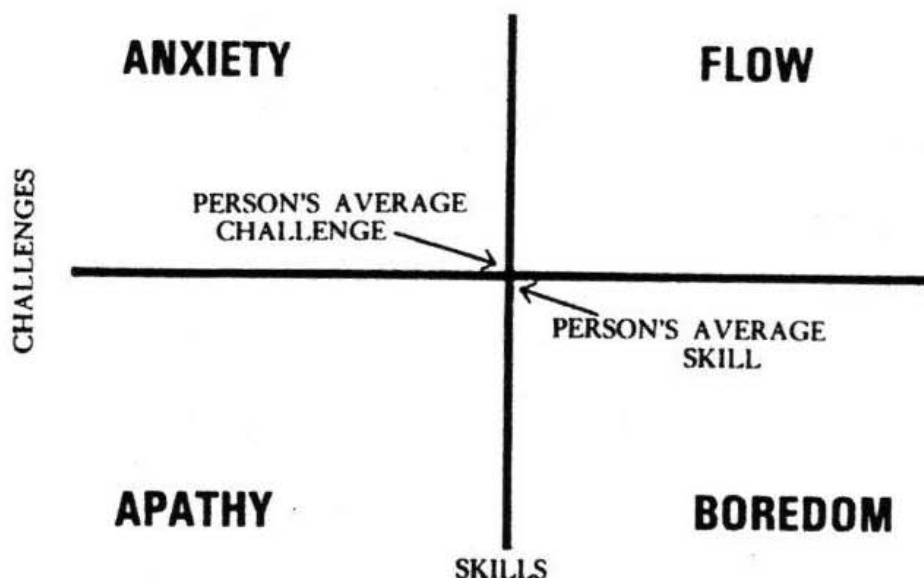 ANXIETY
FLOW
CHALLENGES
PERSON'S AVERAGE
CHALLENGE
PERSON'S AVERAGE
SKILL
APATHY
BOREDOM
SKILLS